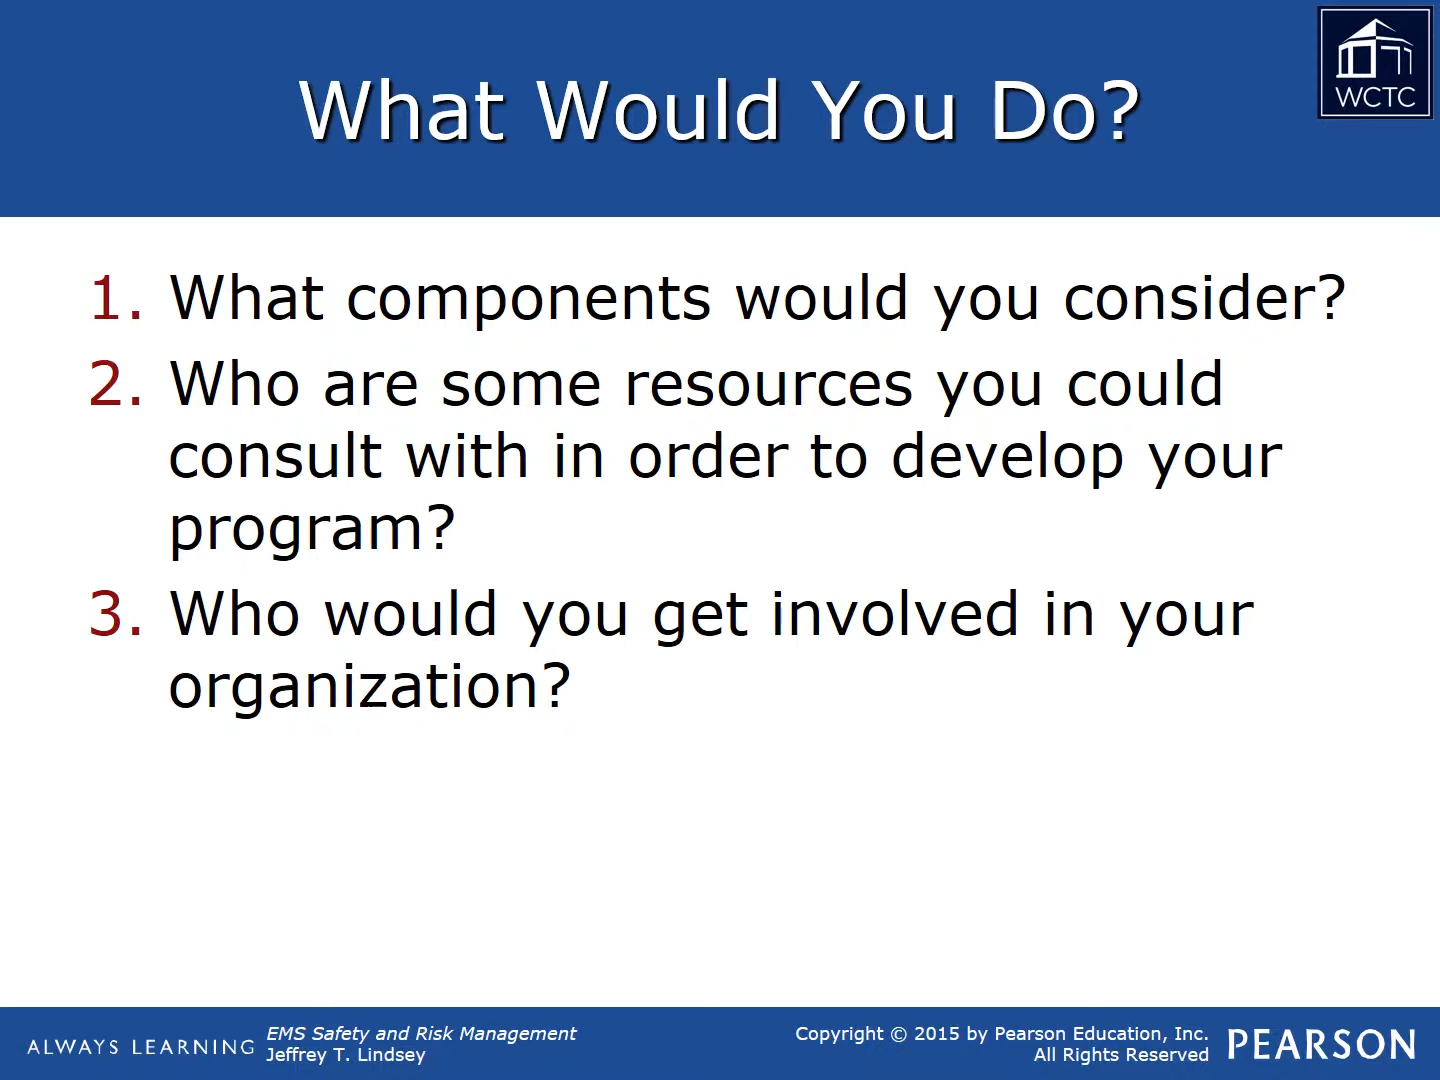 What Would You Do?
WCTC
1. What components would you consider?
2. Who are some resources you could
consult with in order to develop your
program?
3. Who would you get involved in your
organization?
ALWAYS LEARNING
EMS Safety and Risk Management
Jeffrey T. Lindsey
Copyright © 2015 by Pearson Education, Inc.
All Rights Reserved
PEARSON